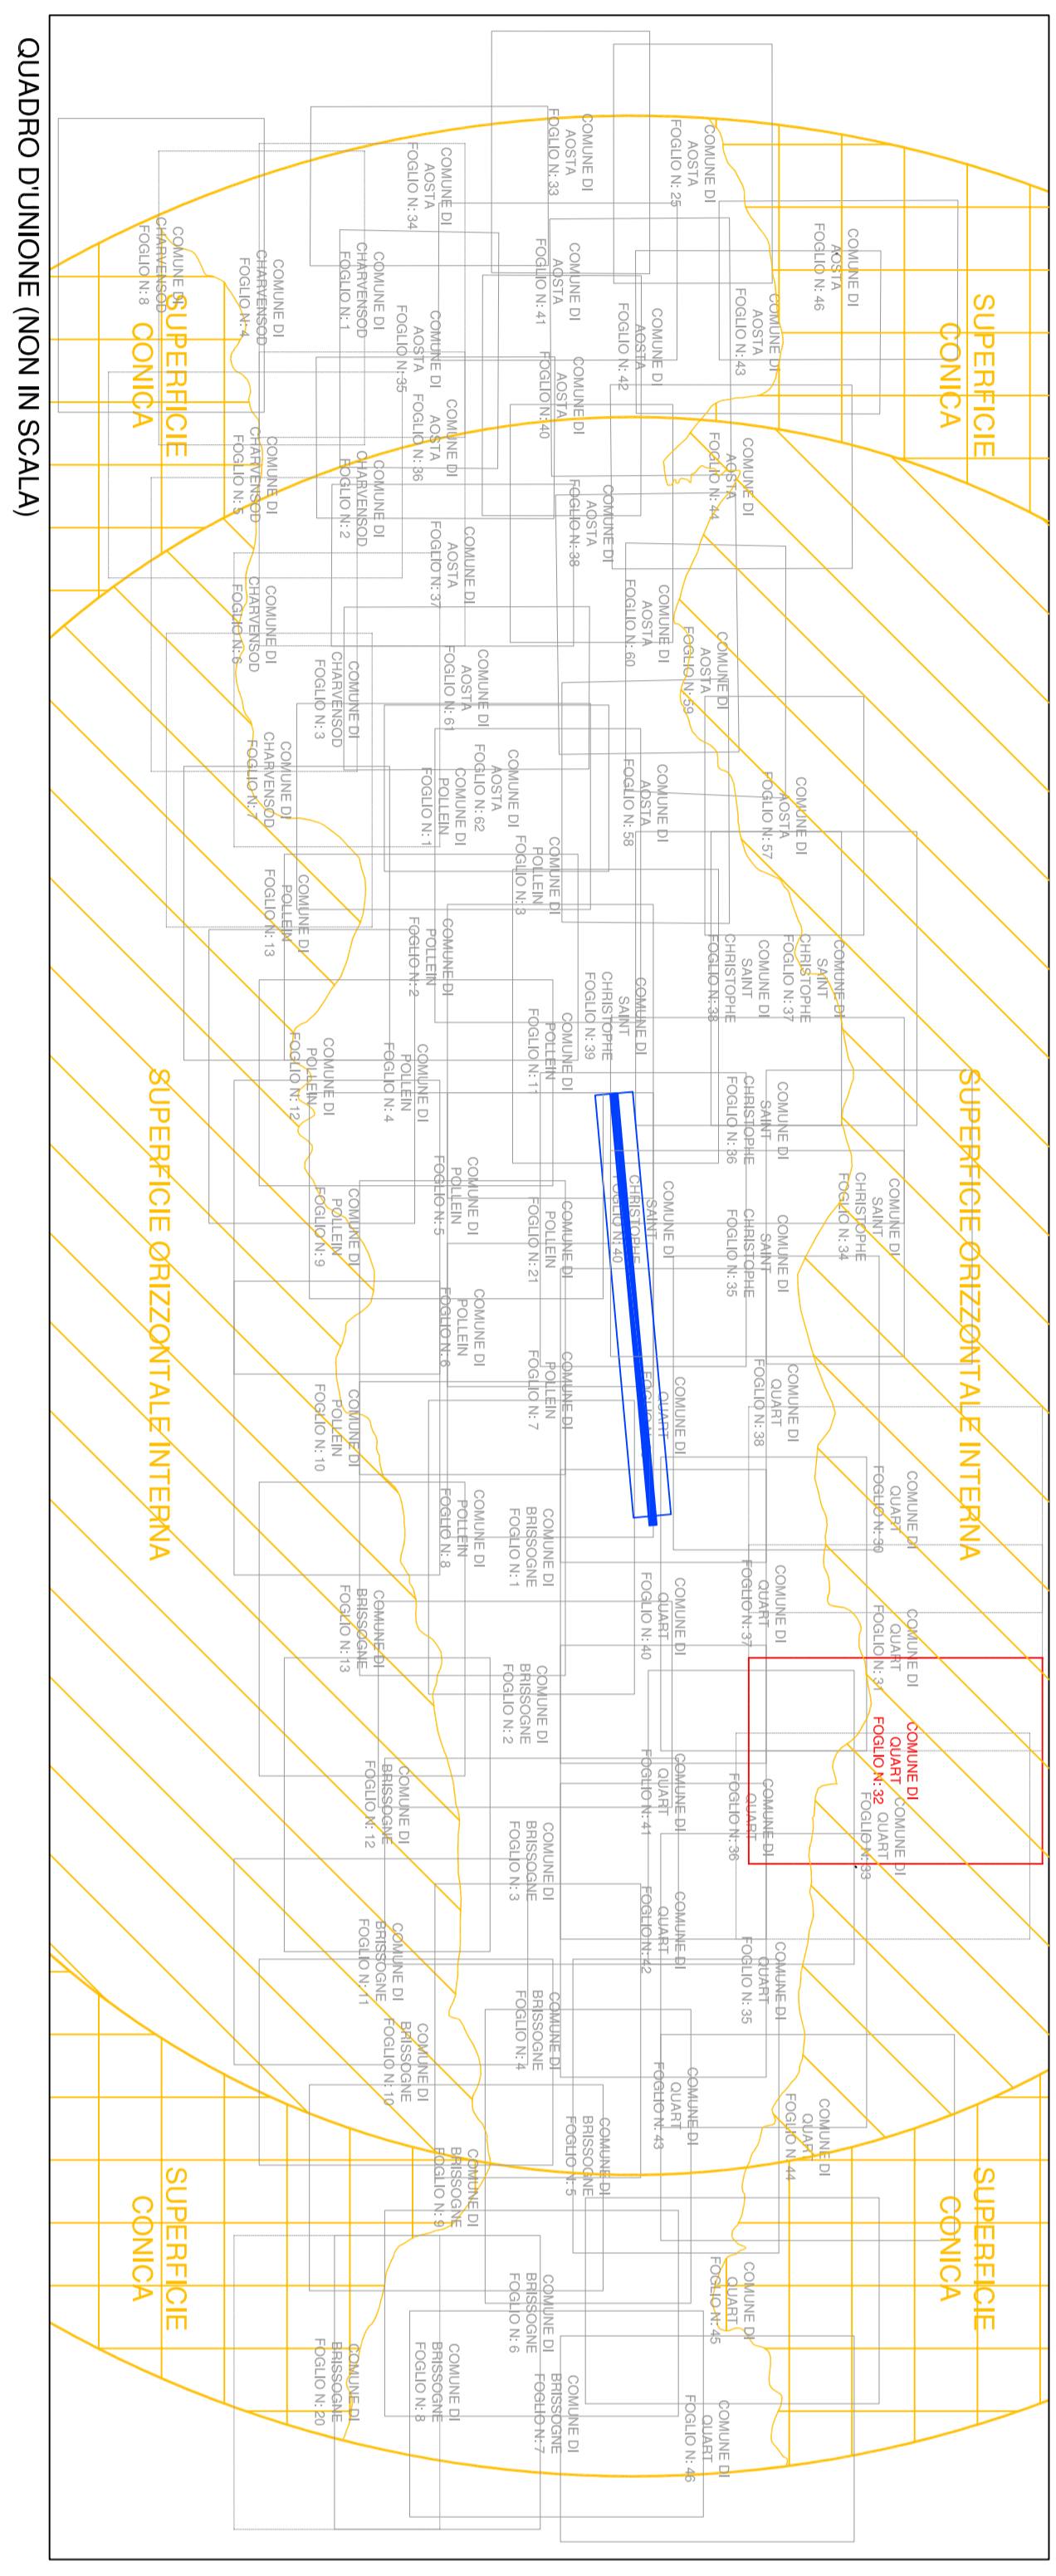 QUADRO D'UNIONE (NON IN SCALA)
SUPERFICIE
CONICA
SUPERFICIE ORIZZONTALE INTERNA
SUPERFICIE
CONICA
SUPERFICIE
CONICA
SUPERFICIE ORIZZONTALE INTERNA
SUPERFICIE
CONICA
COMUNE DI
AOSTA
FOGLIO N: 46
COMUNE DI
AOSTA
FOGLIO N: 25
COMUNE DI
AOSTA
FOGLIO N: 43
COMUNE DI
AOSTA
FOGLIO N: 44
COMUNE DI
AOSTA
FOGLIO N: 33
COMUNE DI
AOSTA
FOGLIO N: 41
COMUNE DI
AOSTA
FOGLIO N: 42
COMUNE DI
AOSTA
FOGLIO N: 40
COMUNE DI
AOSTA
FOGLIO N: 38
COMUNE DI
AOSTA
FOGLIO N: 34
COMUNE DI
AOSTA
FOGLIO N: 35
COMUNE DI
AOSTA
FOGLIO N: 36
COMUNE DI
AOSTA
FOGLIO N: 37
COMUNE DI
AOSTA
FOGLIO N: 60
COMUNE DI
AOSTA
FOGLIO N: 59
COMUNE DI
AOSTA
FOGLIO N: 61
COMUNE DI
AOSTA
FOGLIO N: 62
COMUNE DI
AOSTA
FOGLIO N: 58
COMUNE DI
AOSTA
FOGLIO N: 57
COMUNE DI
CHARVENSOD
FOGLIO N: 8
COMUNE DI
CHARVENSOD
FOGLIO N: 4
COMUNE DI
CHARVENSOD
FOGLIO N: 1
COMUNE DI
CHARVENSOD
FOGLIO N: 5
COMUNE DI
CHARVENSOD
FOGLIO N: 2
COMUNE DI
CHARVENSOD
FOGLIO N: 6
COMUNE DI
CHARVENSOD
FOGLIO N: 3
COMUNE DI
CHARVENSOD
FOGLIO N: 7
COMUNE DI
POLLEIN
FOGLIO N: 1
COMUNE DI
POLLEIN
FOGLIO N: 3
COMUNE DI
POLLEIN
FOGLIO N: 13
COMUNE DI
POLLEIN
FOGLIO N: 2
COMUNE DI
POLLEIN
FOGLIO N: 11
COMUNE DI
POLLEIN
FOGLIO N: 12
COMUNE DI
POLLEIN
FOGLIO N: 4
COMUNE DI
POLLEIN
FOGLIO N: 5
COMUNE DI
POLLEIN
FOGLIO N: 21
COMUNE DI
POLLEIN
FOGLIO N: 9
COMUNE DI
POLLEIN
FOGLIO N: 6
COMUNE DI
POLLEIN
FOGLIO N: 7
COMUNE DI
POLLEIN
FOGLIO N: 10
COMUNE DI
POLLEIN
FOGLIO N: 8
COMUNE DI
SAINT
CHRISTOPHE
FOGLIO N: 37
COMUNE DI
SAINT
CHRISTOPHE
FOGLIO N: 38
COMUNE DI
SAINT
CHRISTOPHE
FOGLIO N: 39
COMUNE DI
SAINT
CHRISTOPHE
FOGLIO N: 36
COMUNE DI
SAINT
CHRISTOPHE
FOGLIO N: 34
COMUNE DI
SAINT
CHRISTOPHE
FOGLIO N: 35
COMUNE DI
SAINT
CHRISTOPHE
FOGLIO N: 40
COMUNE DI
QUART
COMUNE DI
QUART
FOGLIO N: 38
COMUNE DI
QUART
FOGLIO N: 30
COMUNE DI
QUART
FOGLIO N: 37
COMUNE DI
QUART
FOGLIO N: 31
COMUNE DI
QUART
FOGLIO N: 40
COMUNE DI
QUART
FOGLIO N: 32
COMUNE DI
QUART
FOGLIO N: 33
COMUNE DI
QUART
FOGLIO N: 36
COMUNE DI
QUART
FOGLIO N: 41
COMUNE DI
QUART
FOGLIO N: 42
COMUNE DI
QUART
FOGLIO N: 35
COMUNE DI
QUART
FOGLIO N: 43
COMUNE DI
QUART
FOGLIO N: 44
COMUNE DI
QUART
FOGLIO N: 45
COMUNE DI
QUART
FOGLIO N: 46
COMUNE DI
BRISSOGNE
FOGLIO N: 1
COMUNE DI
BRISSOGNE
FOGLIO N: 13
COMUNE DI
BRISSOGNE
FOGLIO N: 2
COMUNE DI
BRISSOGNE
FOGLIO N: 12
COMUNE DI
BRISSOGNE
FOGLIO N: 3
COMUNE DI
BRISSOGNE
FOGLIO N: 11
COMUNE DI
BRISSOGNE
FOGLIO N: 4
COMUNE DI
BRISSOGNE
FOGLIO N: 10
COMUNE DI
BRISSOGNE
FOGLIO N: 5
COMUNE DI
BRISSOGNE
FOGLIO N: 9
COMUNE DI
BRISSOGNE
FOGLIO N: 6
COMUNE DI
BRISSOGNE
FOGLIO N: 20
COMUNE DI
BRISSOGNE
FOGLIO N: 8
COMUNE DI
BRISSOGNE
FOGLIO N: 7